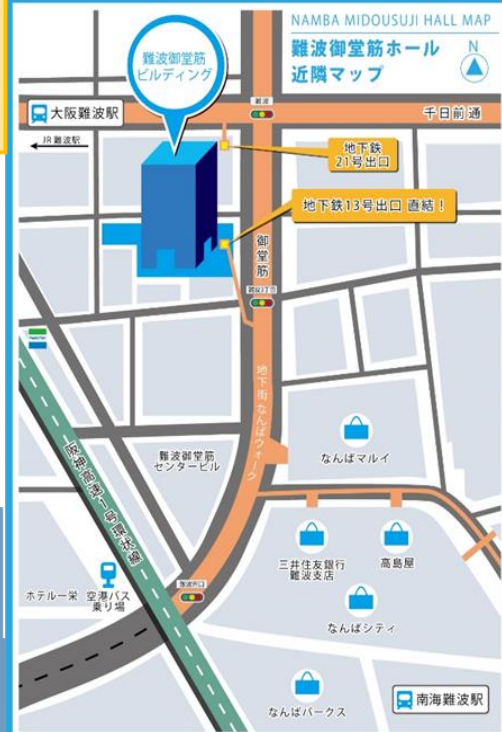 NAMBA MIDOUSUJI HALL MAP
難波御堂筋ホール
近隣マップ
N
難波御堂筋
ビルディング
大阪難波駅
難波
千日前通
JR 難波駅
地下鉄
21号出口
地下鉄13号出口 直結！
御堂筋
地下街 なんばウォーク
阪神高速1号環状線
難波御堂筋
センタービル
なんばマルイ
三井住友銀行
難波支店
高島屋
ホテル一栄
空港バス
乗り場
なんばシティ
なんばパークス
南海難波駅